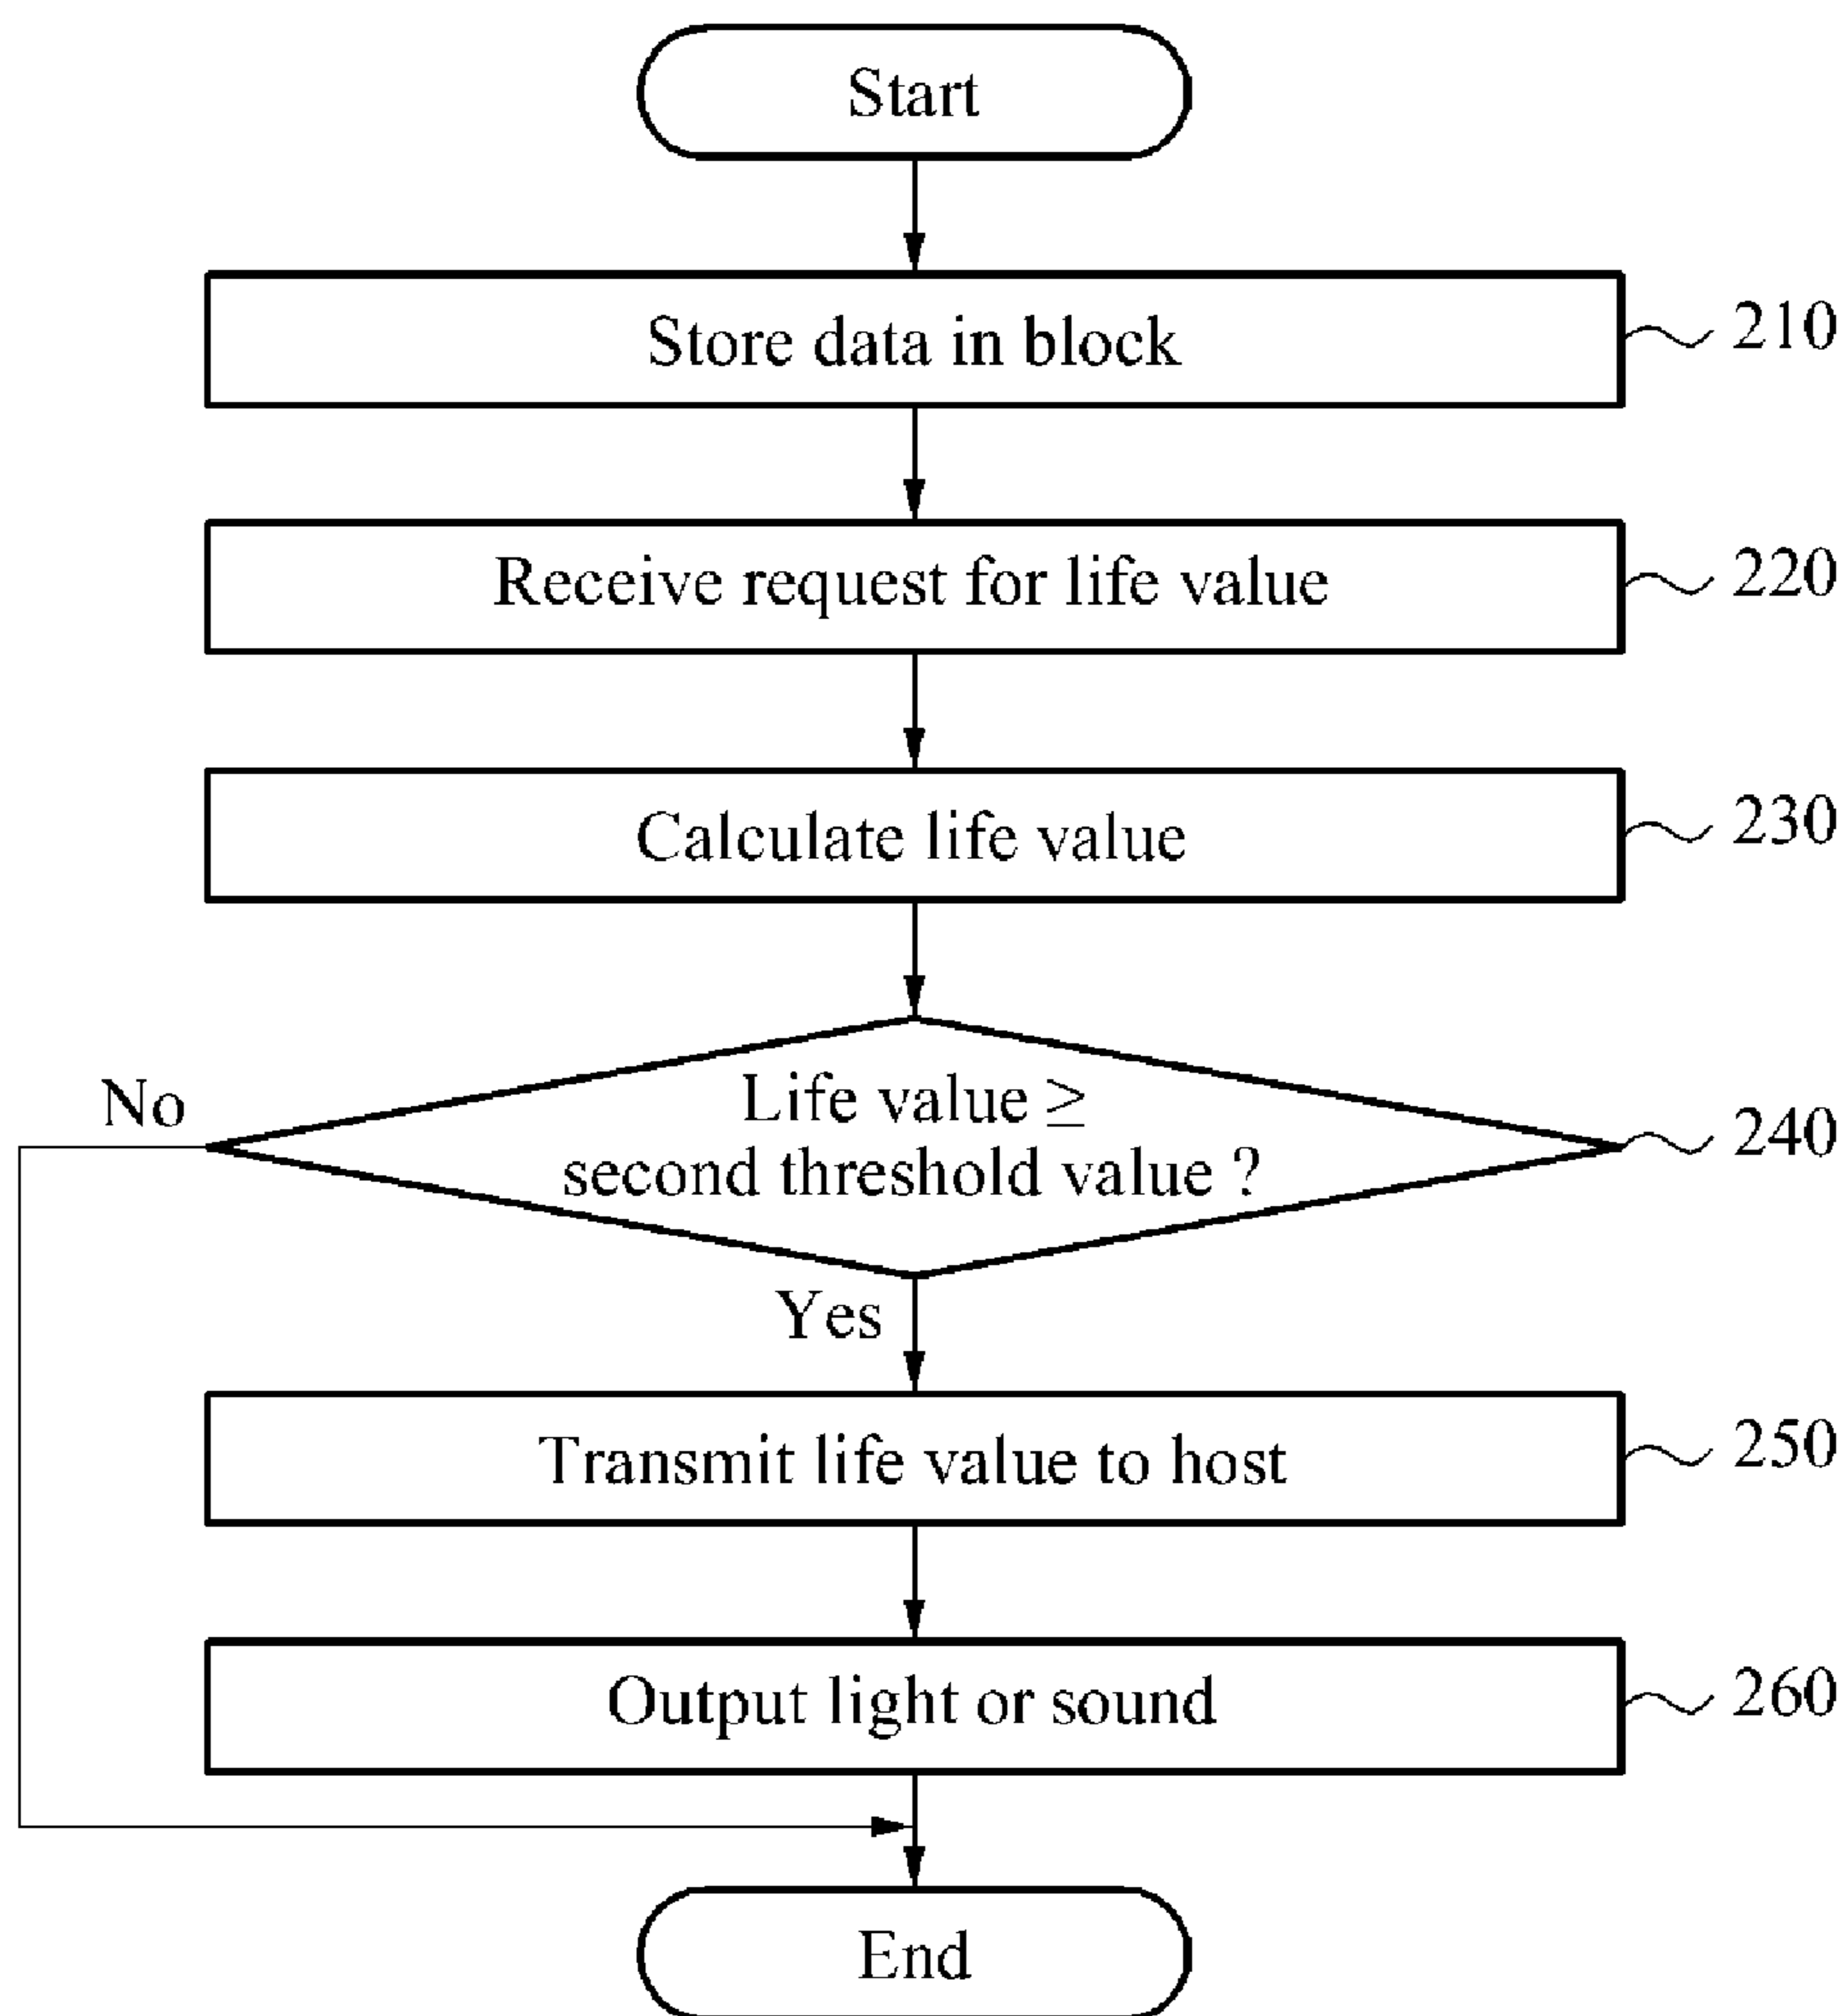 Start
Store data in block
210
Receive request for life value
220
Calculate life value
230
No
Life value ≥
second threshold value ?
240
Yes
Transmit life value to host
250
Output light or sound
260
End